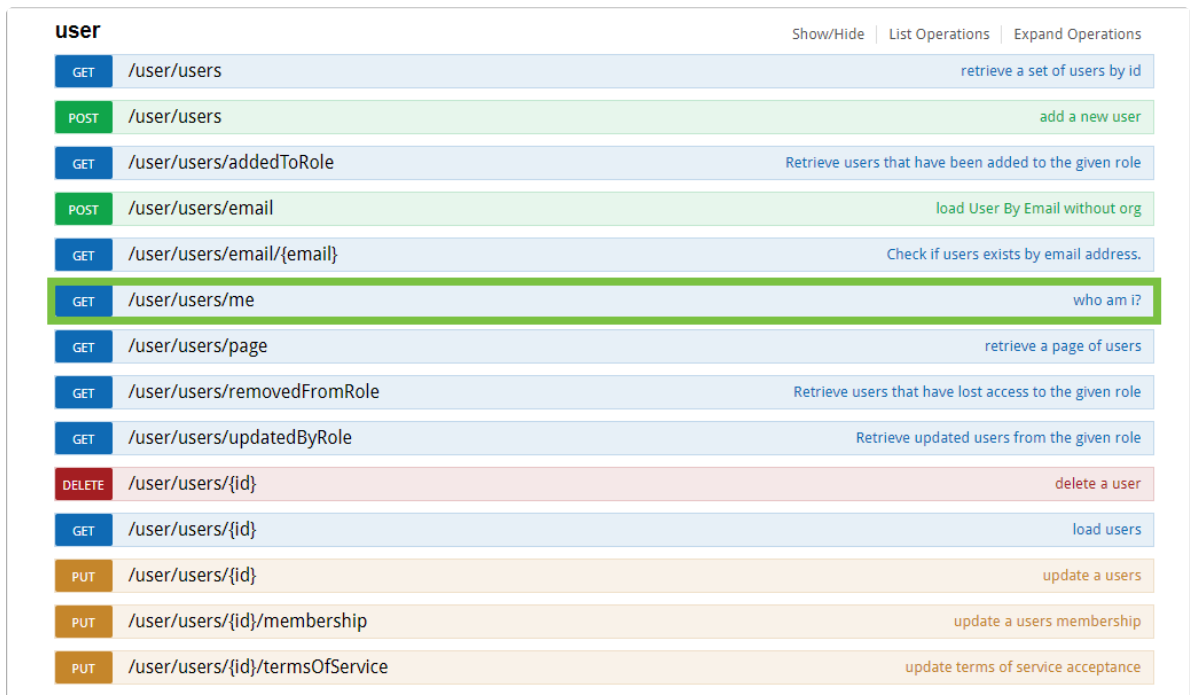 user Show/Hide List Operations Expand Operations
GET /user/users retrieve a set of users by id
POST /user/users add a new user
GET /user/users/addedToRole Retrieve users that have been added to the given role
POST /user/users/email load User By Email without org
GET /user/users/email/{email} Check if users exists by email address.
GET /user/users/me who am i?
GET /user/users/page retrieve a page of users
GET /user/users/removedFromRole Retrieve users that have lost access to the given role
GET /user/users/updatedByRole Retrieve updated users from the given role
DELETE /user/users/{id} delete a user
GET /user/users/{id} load users
PUT /user/users/{id} update a users
PUT /user/users/{id}/membership update a users membership
PUT /user/users/{id}/termsOfService update terms of service acceptance